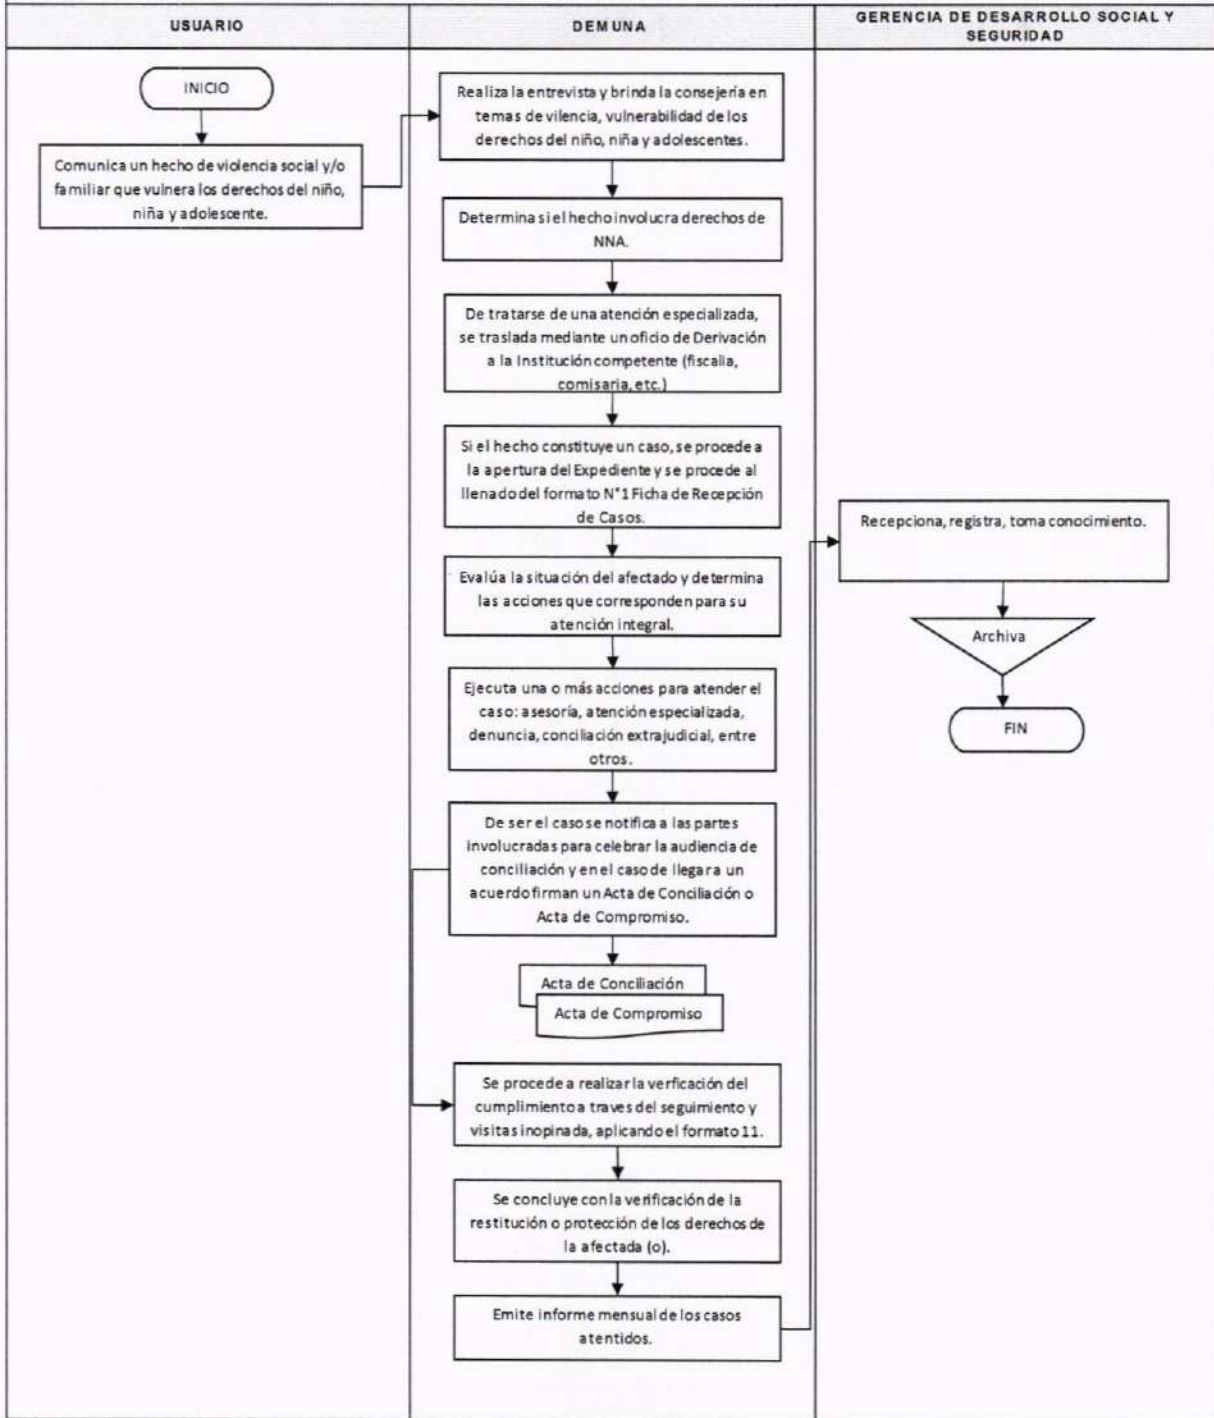 USUARIO
DEMUNA
GERENCIA DE DESARROLLO SOCIAL Y
SEGURIDAD
INICIO
Comunica un hecho de violencia social y/o
familiar que vulnera los derechos del niño,
niña y adolescente.
Realiza la entrevista y brinda la consejería en
temas de vilencia, vulnerabilidad de los
derechos del niño, niña y adolescentes.
Determina si el hecho involucra derechos de
NNA.
De tratarse de una atención especializada,
se traslada mediante un oficio de Derivación
a la Institución competente (fiscalia,
comisaria, etc.)
Si el hecho constituye un caso, se procede a
la apertura del Expediente y se procede al
llenado del formato N°1 Ficha de Recepción
de Casos.
Evalúa la situación del afectado y determina
las acciones que corresponden para su
atención integral.
Ejecuta una o más acciones para atender el
caso: asesoría, atención especializada,
denuncia, conciliación extrajudicial, entre
otros.
De ser el caso se notifica a las partes
involucradas para celebrar la audiencia de
conciliación y en el caso de llegar a un
acuerdo firman un Acta de Conciliación o
Acta de Compromiso.
Acta de Conciliación
Acta de Compromiso
Se procede a realizar la verficación del
cumplimiento a traves del seguimiento y
visitas inopinada, aplicando el formato 11.
Se concluye con la verificación de la
restitución o protección de los derechos de
la afectada (o).
Emite informe mensual de los casos
atentidos.
Recepciona, registra, toma conocimiento.
Archiva
FIN